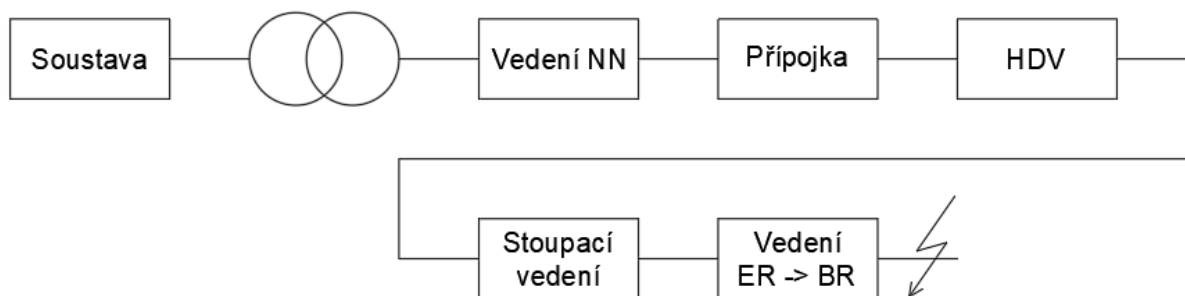 Soustava
Vedení NN
Přípojka
HDV
Stoupací
vedení
Vedení
ER -> BR